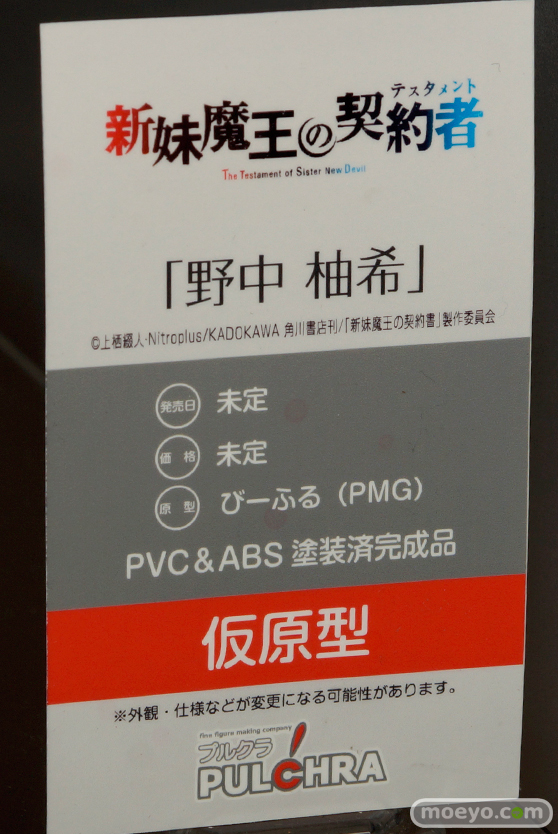 テスタメント
新妹魔王の契約者
The Testament of Sister New Devil
「野中 柚希」
©上栖綴人・Nitroplus/KADOKAWA 角川書店刊/「新妹魔王の契約書」製作委員会
発売日 未定
価格 未定
原型 びーふる（PMG）
PVC＆ABS 塗装済完成品
仮原型
※外観・仕様などが変更になる可能性があります。
fine figure making company
プルクラ
PULCHRA
moeyo.com